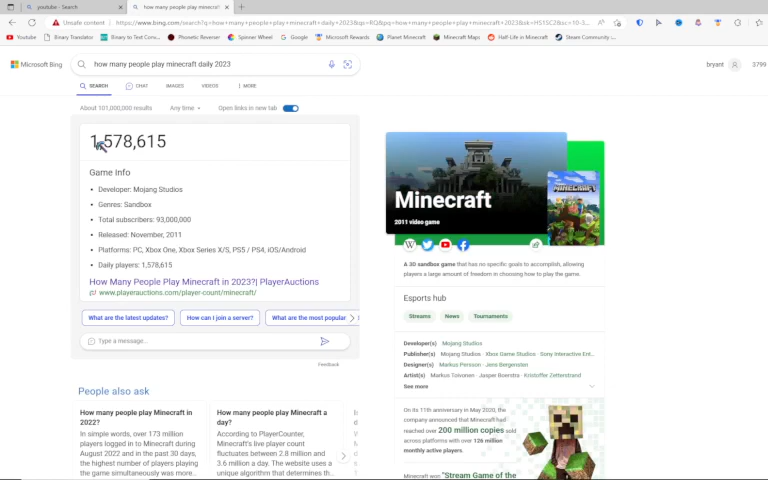 youtube - Search
how many people play minecraf
Unsafe content
https://www.bing.com/search?q=how+many+people+play+minecraft+daily+2023&qs=RQ&pq=how+many+people+play+minecraft+2023&sk=HS1SC2&sc=10-3...
Youtube
Binary Translator
Binary to Text Com...
Phonetic Reverser
Spinner Wheel
Google
Microsoft Rewards
Planet Minecraft
Minecraft Maps
Half-Life in Minecraft
Steam Community :...
Microsoft Bing
how many people play minecraft daily 2023
bryant
3799
SEARCH
CHAT
IMAGES
VIDEOS
MORE
About 101,000,000 results
Any time
Open links in new tab
1,578,615
Game Info
Developer: Mojang Studios
Genres: Sandbox
Total subscribers: 93,000,000
Released: November, 2011
Platforms: PC, Xbox One, Xbox Series X/S, PS5 / PS4, iOS/Android
Daily players: 1,578,615
How Many People Play Minecraft in 2023?| PlayerAuctions
www.playerauctions.com/player-count/minecraft/
What are the latest updates?
How can I join a server?
What are the most popular
Type a message...
Feedback
People also ask
How many people play Minecraft in
2022?
In simple words, over 173 million
players logged in to Minecraft during
August 2022 and in the past 30 days,
the highest number of players playing
the game simultaneously was more...
How many people play Minecraft a
day?
According to PlayerCounter,
Minecraft's live player count
fluctuates between 2.8 million and
3.6 million a day. The website uses a
unique algorithm that determines th...
MINECRAFT
Minecraft
2011 video game
A 3D sandbox game that has no specific goals to accomplish, allowing
players a large amount of freedom in choosing how to play the game.
Esports hub
Streams
News
Tournaments
Developer(s) Mojang Studios
Publisher(s) Mojang Studios · Xbox Game Studios · Sony Interactive Ent...
Designer(s) Markus Persson · Jens Bergensten
Artist(s) Markus Toivonen · Jasper Boerstra · Kristoffer Zetterstrand
See more
On its 11th anniversary in May 2020, the
company announced that Minecraft had
reached over 200 million copies sold
across platforms with over 126 million
monthly active players.
Minecraft won "Stream Game of the